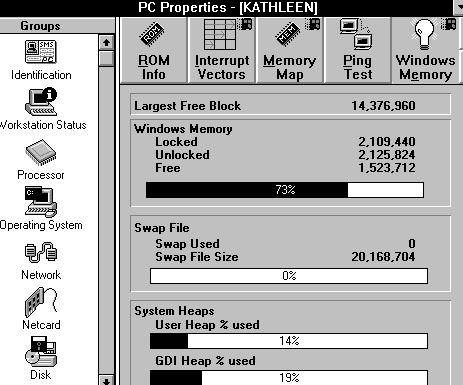 PC Properties - [KATHLEEN]
Groups
SMS
PC
Identification
Workstation Status
Processor
C:
Operating System
Network
Netcard
Disk
ROM Info
Interrupt Vectors
Memory Map
Ping Test
Windows Memory
Largest Free Block 14,376,960
Windows Memory
Locked 2,109,440
Unlocked 2,125,824
Free 1,523,712
73%
Swap File
Swap Used 0
Swap File Size 20,168,704
0%
System Heaps
User Heap % used
14%
GDI Heap % used
19%